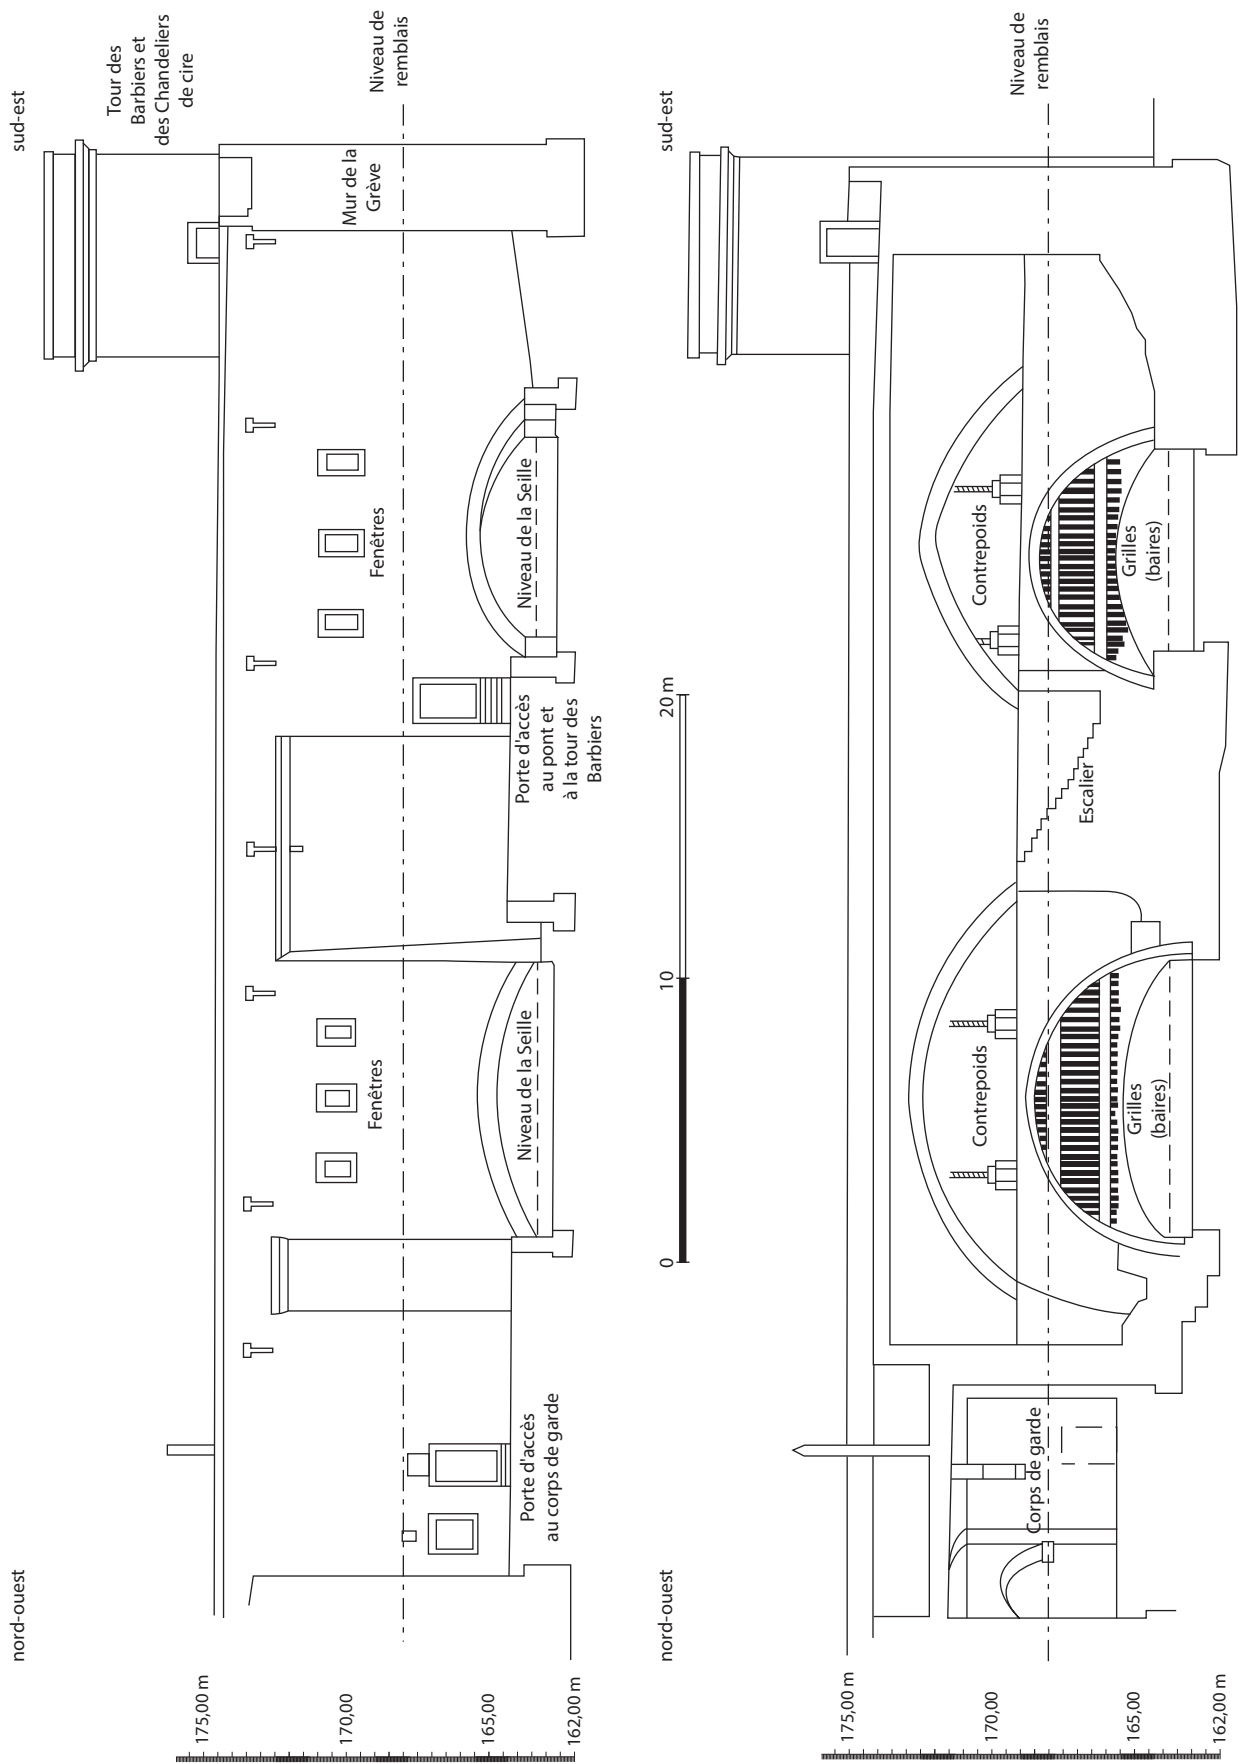 nord-ouest
sud-est
Tour des
Barbiers et
des Chandeliers
de cire
Niveau de
remblais
Mur de la
Grève
Fenêtres
Fenêtres
Niveau de la Seille
Niveau de la Seille
Porte d'accès
au corps de garde
Porte d'accès
au pont et
à la tour des
Barbiers
175,00 m
170,00
165,00
162,00 m
0
10
20 m
nord-ouest
sud-est
Niveau de
remblais
Contrepoids
Contrepoids
Corps de garde
Escalier
Grilles
(baires)
Grilles
(baires)
175,00 m
170,00
165,00
162,00 m